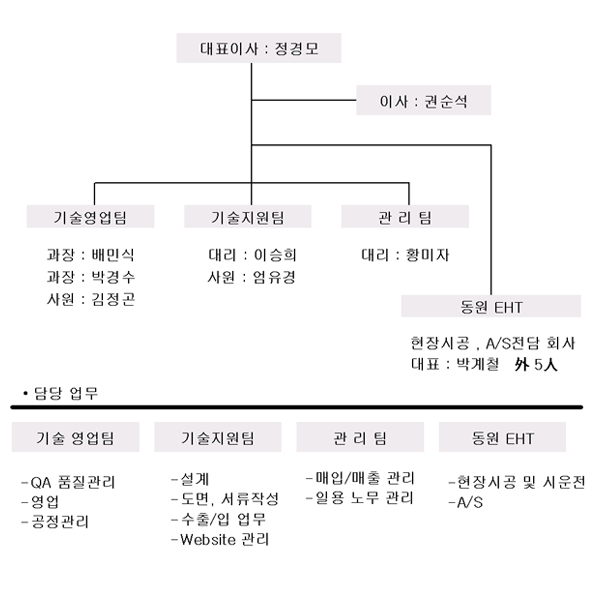 대표이사 : 정경모
이사 : 권순석
기술영업팀
과장 : 배민식
과장 : 박경수
사원 : 김정곤
기술지원팀
대리 : 이승희
사원 : 엄유경
관 리 팀
대리 : 황미자
동원 EHT
현장시공 , A/S전담 회사
대표 : 박계철 外 5人
• 담당 업무
기술 영업팀
-QA 품질관리
-영업
-공정관리
기술지원팀
-설계
-도면, 서류작성
-수출/입 업무
-Website 관리
관 리 팀
-매입/매출 관리
-일용 노무 관리
동원 EHT
-현장시공 및 시운전
-A/S